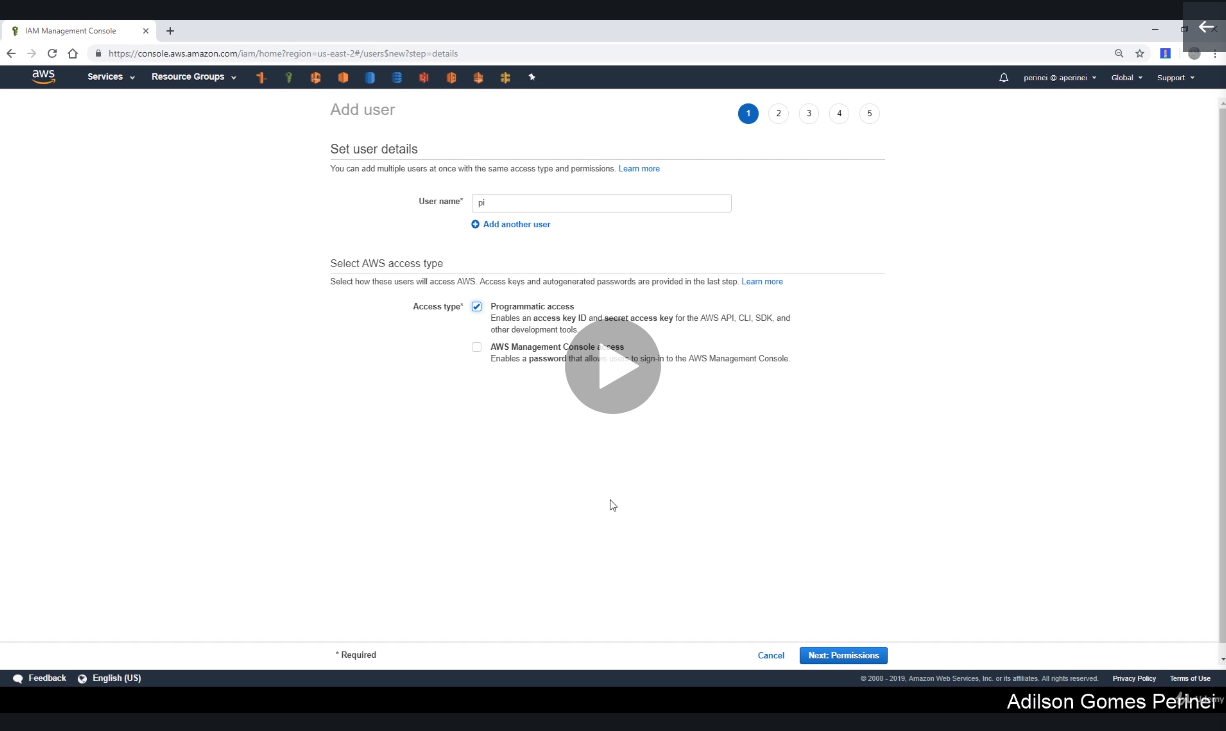 IAM Management Console
https://console.aws.amazon.com/iam/home?region=us-east-2#/users$new?step=details
aws Services Resource Groups perinei @ aperinei Global Support
Add user 1 2 3 4 5
Set user details
You can add multiple users at once with the same access type and permissions. Learn more
User name* pi
Add another user
Select AWS access type
Select how these users will access AWS. Access keys and autogenerated passwords are provided in the last step. Learn more
Access type* Programmatic access
Enables an access key ID and secret access key for the AWS API, CLI, SDK, and
other development tools.
AWS Management Console access
Enables a password that allows users to sign-in to the AWS Management Console.
* Required Cancel Next: Permissions
Feedback English (US) © 2008 - 2019, Amazon Web Services, Inc. or its affiliates. All rights reserved. Privacy Policy Terms of Use
Adilson Gomes Perinei